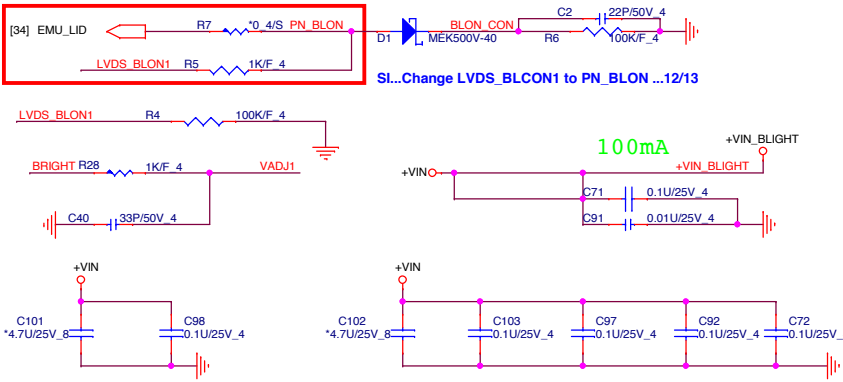 [34] EMU_LID R7 *0_4/S PN_BLON
D1 MEK500V-40 BLON_CON
C2 22P/50V_4
R6 100K/F_4
LVDS_BLON1 R5 1K/F_4
SI...Change LVDS_BLCON1 to PN_BLON ...12/13
LVDS_BLON1 R4 100K/F_4
BRIGHT R28 1K/F_4 VADJ1
C40 33P/50V_4
100mA
+VIN_BLIGHT
+VIN +VIN_BLIGHT
C71 0.1U/25V_4
C91 0.01U/25V_4
+VIN
C101 C98
*4.7U/25V_8 0.1U/25V_4
+VIN
C102 C103 C97 C92 C72
*4.7U/25V_8 0.1U/25V_4 0.1U/25V_4 0.1U/25V_4 0.1U/25V_